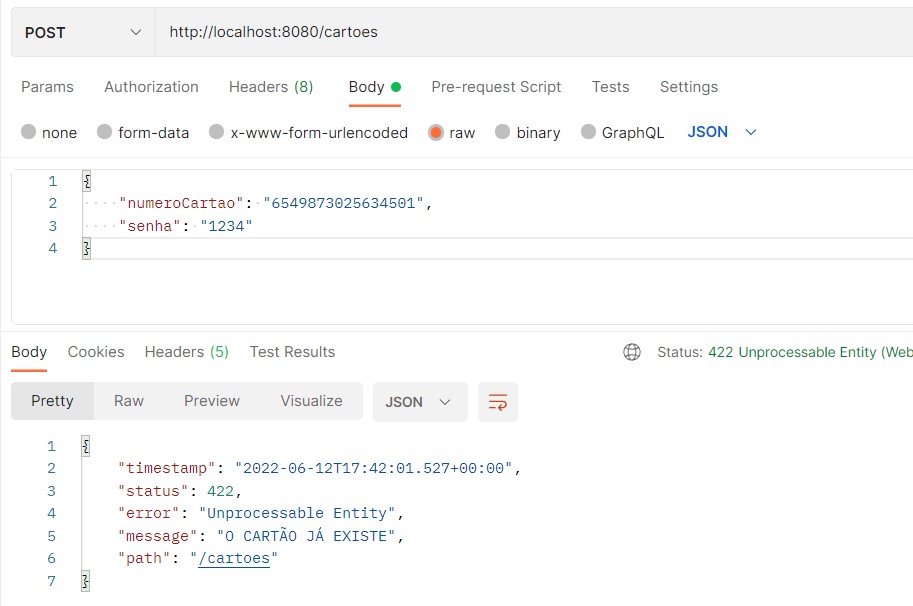 POST http://localhost:8080/cartoes
Params Authorization Headers (8) Body Pre-request Script Tests Settings
none form-data x-www-form-urlencoded raw binary GraphQL JSON
1 {
2 "numeroCartao": "6549873025634501",
3 "senha": "1234"
4 }
Body Cookies Headers (5) Test Results Status: 422 Unprocessable Entity (Web
Pretty Raw Preview Visualize JSON
1 {
2 "timestamp": "2022-06-12T17:42:01.527+00:00",
3 "status": 422,
4 "error": "Unprocessable Entity",
5 "message": "O CARTÃO JÁ EXISTE",
6 "path": "/cartoes"
7 }